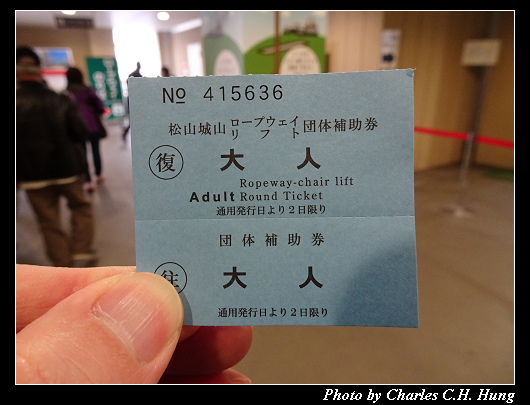 No 415636
松山城山 ロープウェイ リフト 団体補助券
復 大人
Ropeway-chair lift
Adult Round Ticket
通用発行日より2日限り
団体補助券
往 大人
通用発行日より2日限り
Photo by Charles C.H. Hung